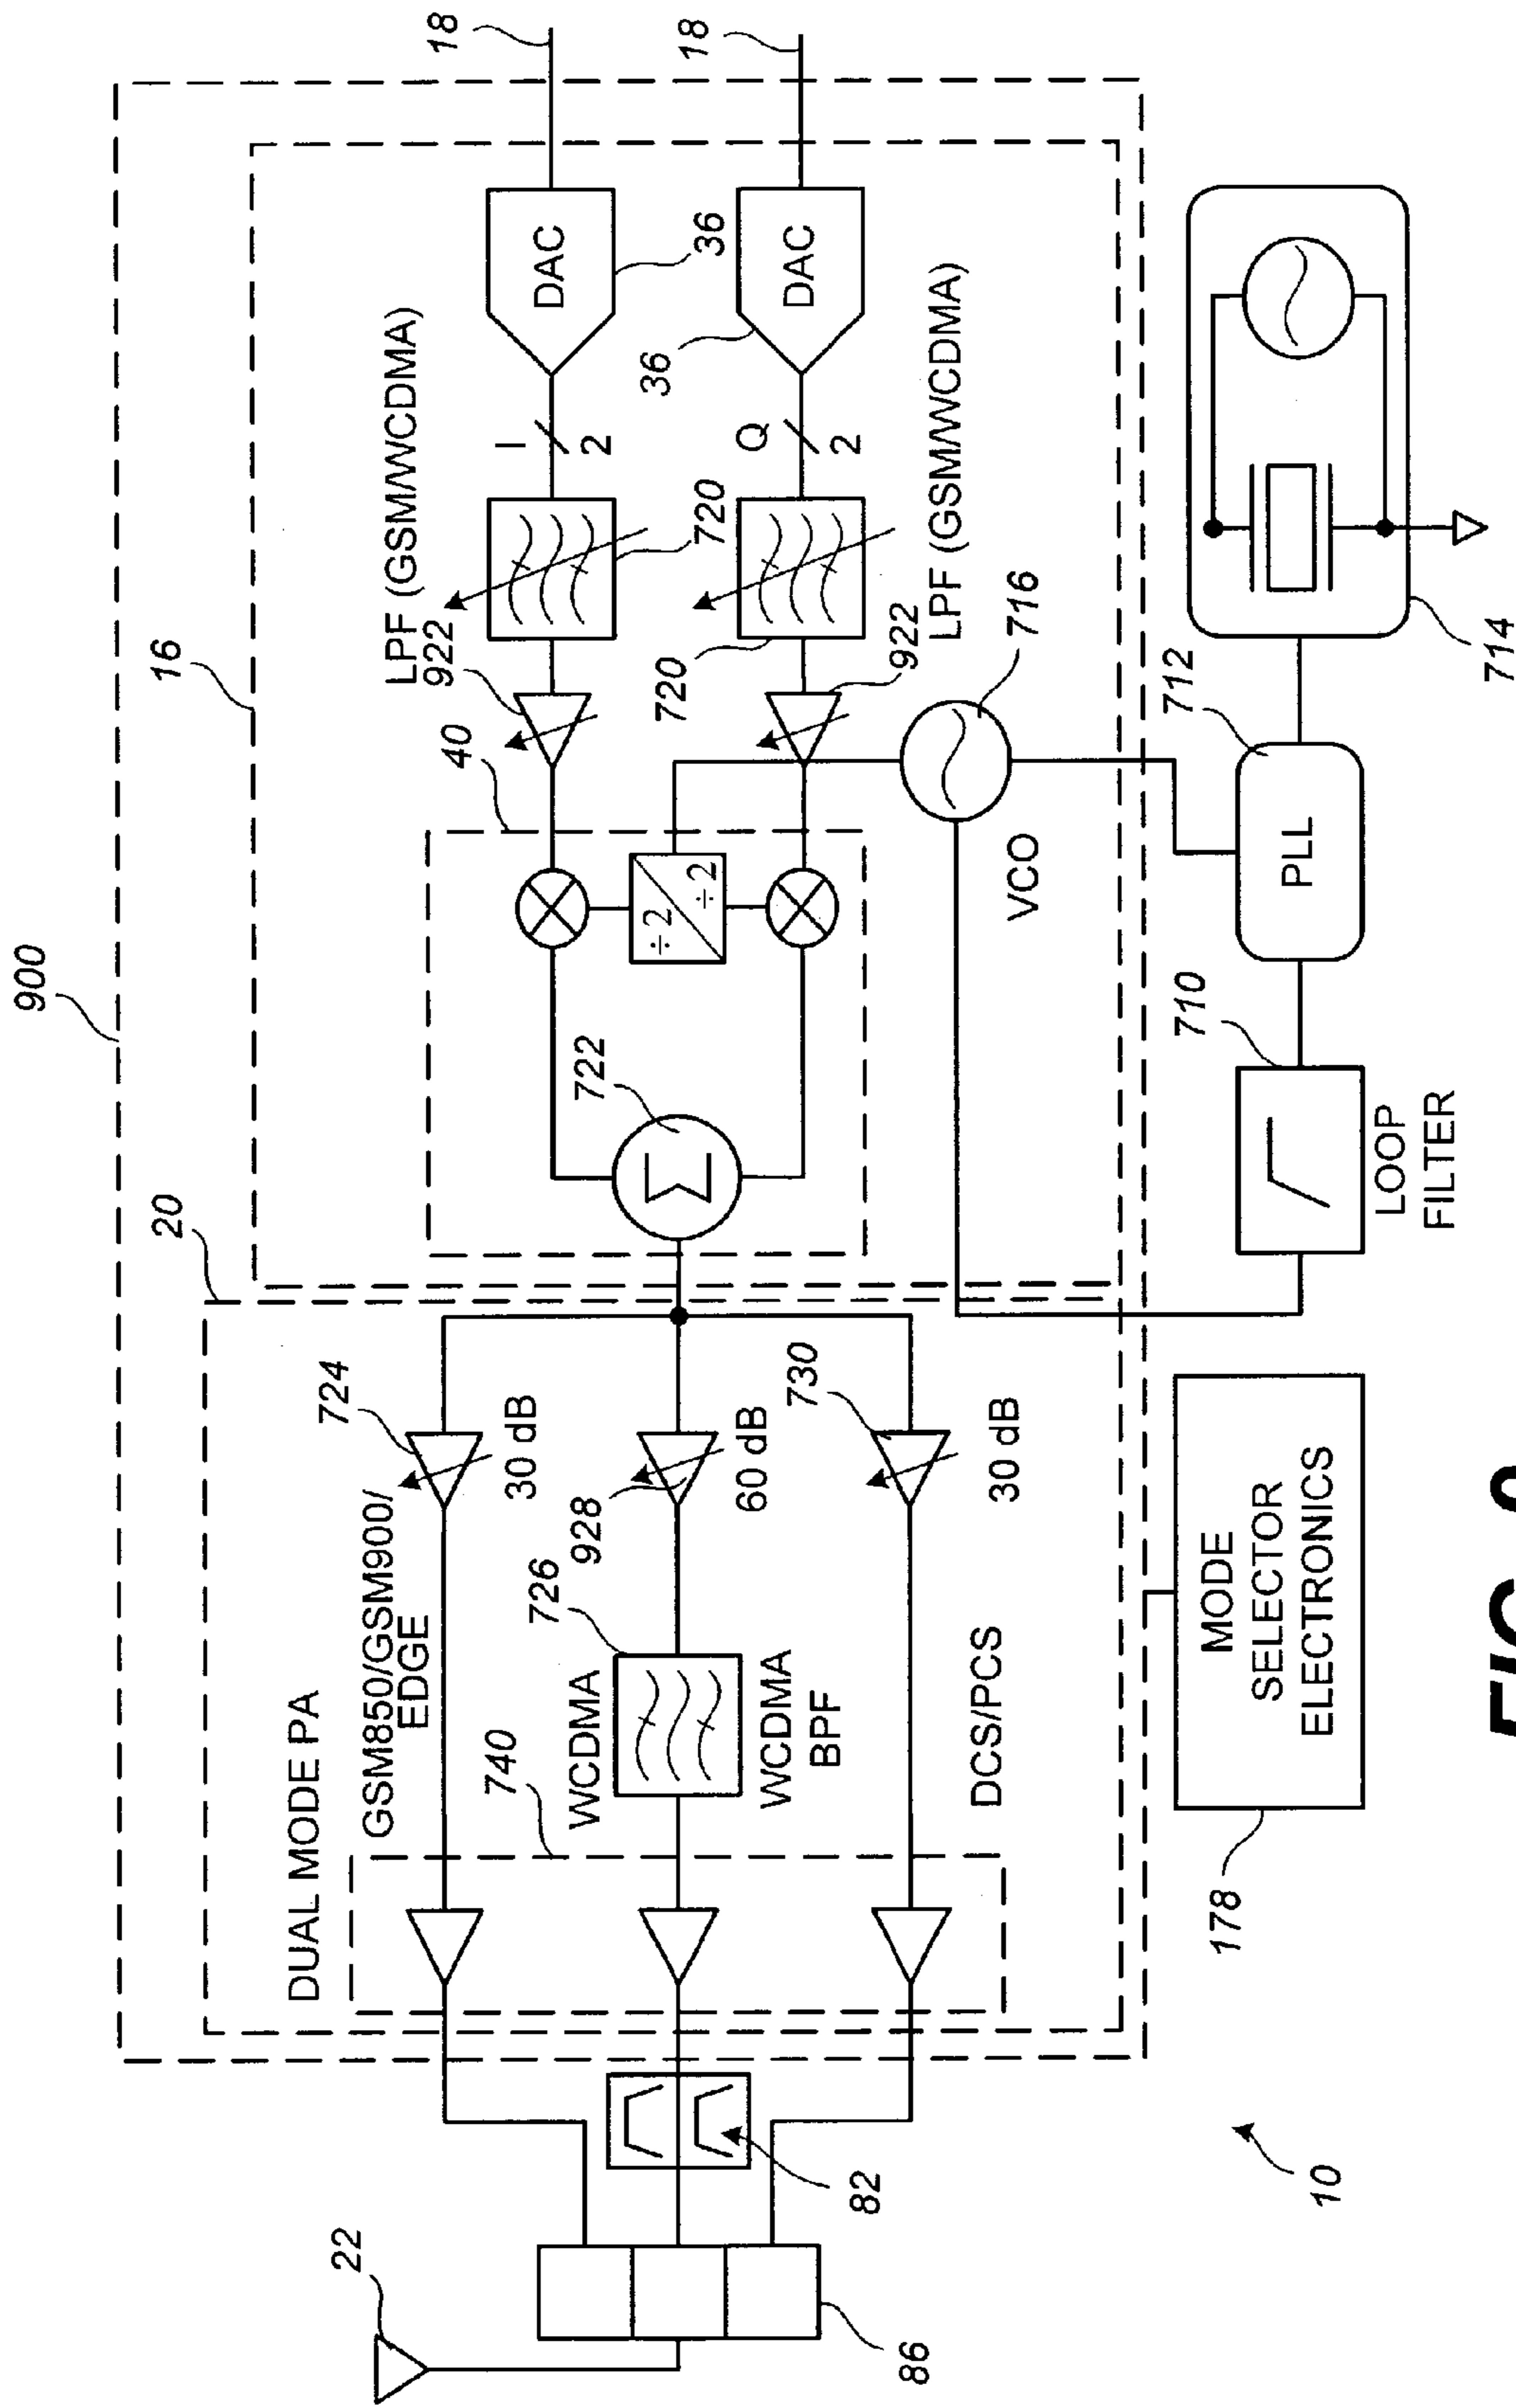 900
16
20
18
18
DAC
36
DAC
36
I
2
Q
2
LPF (GSM/WCDMA)
LPF (GSM/WCDMA)
720
720
922
922
40
÷2
÷2
722
716
VCO
712
PLL
714
710
LOOP
FILTER
724
30 dB
928
60 dB
730
30 dB
GSM850/GSM900/
EDGE
726
WCDMA
WCDMA
BPF
DCS/PCS
DUAL MODE PA
740
MODE
SELECTOR
ELECTRONICS
178
82
86
22
10
FIG.